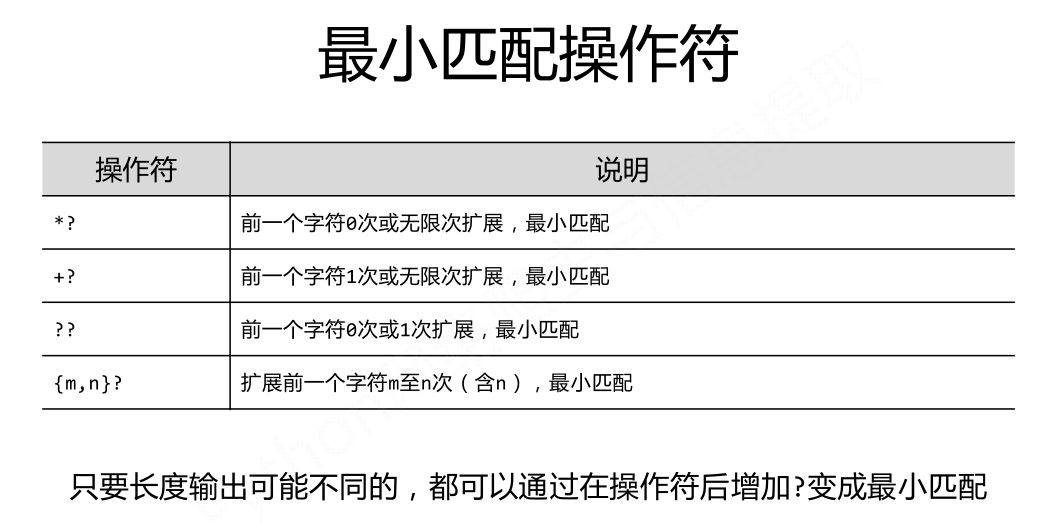 最小匹配操作符
操作符 说明
*? 前一个字符0次或无限次扩展，最小匹配
+? 前一个字符1次或无限次扩展，最小匹配
?? 前一个字符0次或1次扩展，最小匹配
{m,n}? 扩展前一个字符m至n次（含n），最小匹配
只要长度输出可能不同的，都可以通过在操作符后增加?变成最小匹配